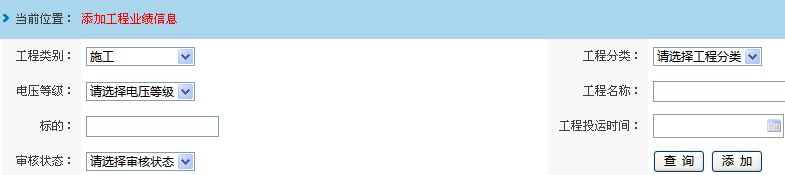 当前位置： 添加工程业绩信息
工程类别： 施工 工程分类： 请选择工程分类
电压等级： 请选择电压等级 工程名称：
标的： 工程投运时间：
审核状态： 请选择审核状态 查 询 添 加